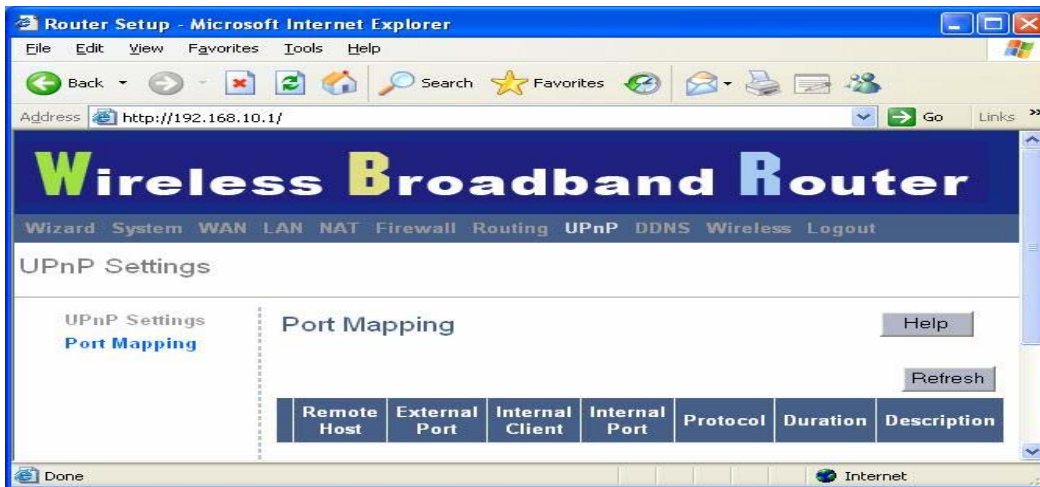 Router Setup - Microsoft Internet Explorer
File Edit View Favorites Tools Help
Back Search Favorites
Address http://192.168.10.1/ Go Links »
Wireless Broadband Router
Wizard System WAN LAN NAT Firewall Routing UPnP DDNS Wireless Logout
UPnP Settings
UPnP Settings
Port Mapping
Port Mapping
Help
Refresh
Remote Host External Port Internal Client Internal Port Protocol Duration Description
Done Internet